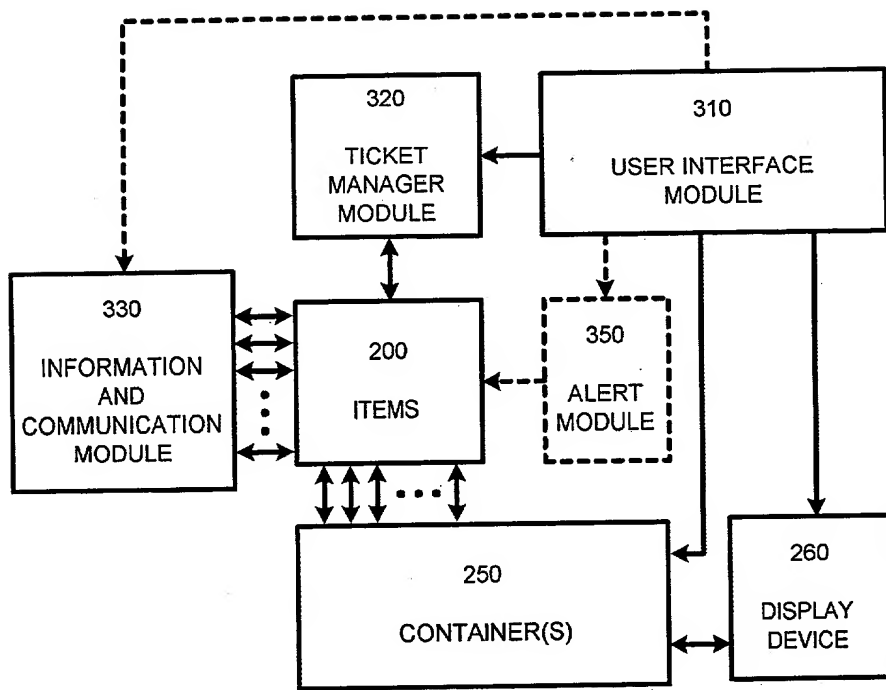 320
TICKET
MANAGER
MODULE
310
USER INTERFACE
MODULE
330
INFORMATION
AND
COMMUNICATION
MODULE
200
ITEMS
350
ALERT
MODULE
250
CONTAINER(S)
260
DISPLAY
DEVICE